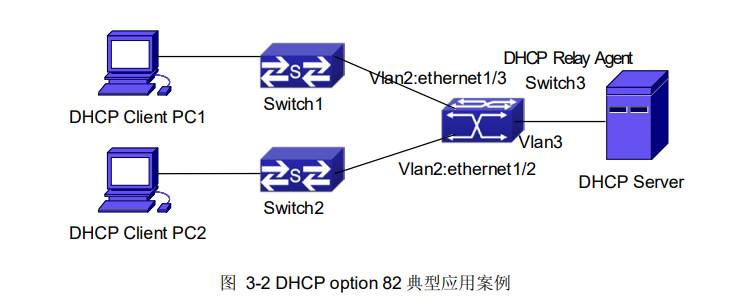 DHCP Relay Agent
Vlan2:ethernet1/3
Switch3
Switch1
DHCP Client PC1
Vlan3
Vlan2:ethernet1/2
DHCP Server
Switch2
DHCP Client PC2
图 3-2 DHCP option 82 典型应用案例